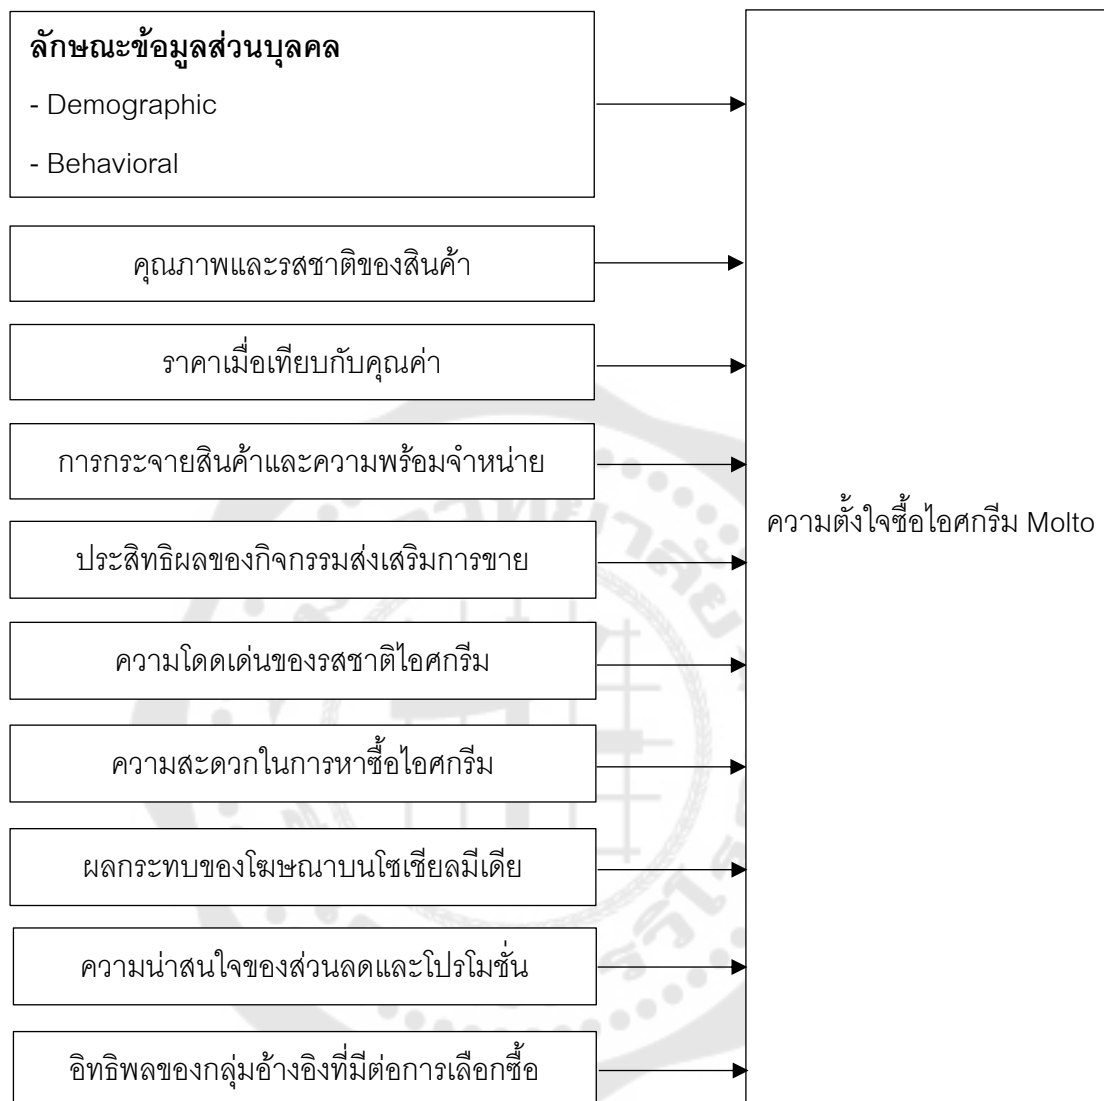 ลักษณะข้อมูลส่วนบุลคล
- Demographic
- Behavioral
คุณภาพและรสชาติของสินค้า
ราคาเมื่อเทียบกับคุณค่า
การกระจายสินค้าและความพร้อมจำหน่าย
ประสิทธิผลของกิจกรรมส่งเสริมการขาย
ความโดดเด่นของรสชาติไอศกรีม
ความสะดวกในการหาซื้อไอศกรีม
ผลกระทบของโฆษณาบนโซเชียลมีเดีย
ความน่าสนใจของส่วนลดและโปรโมชั่น
อิทธิพลของกลุ่มอ้างอิงที่มีต่อการเลือกซื้อ
ความตั้งใจซื้อไอศกรีม Molto